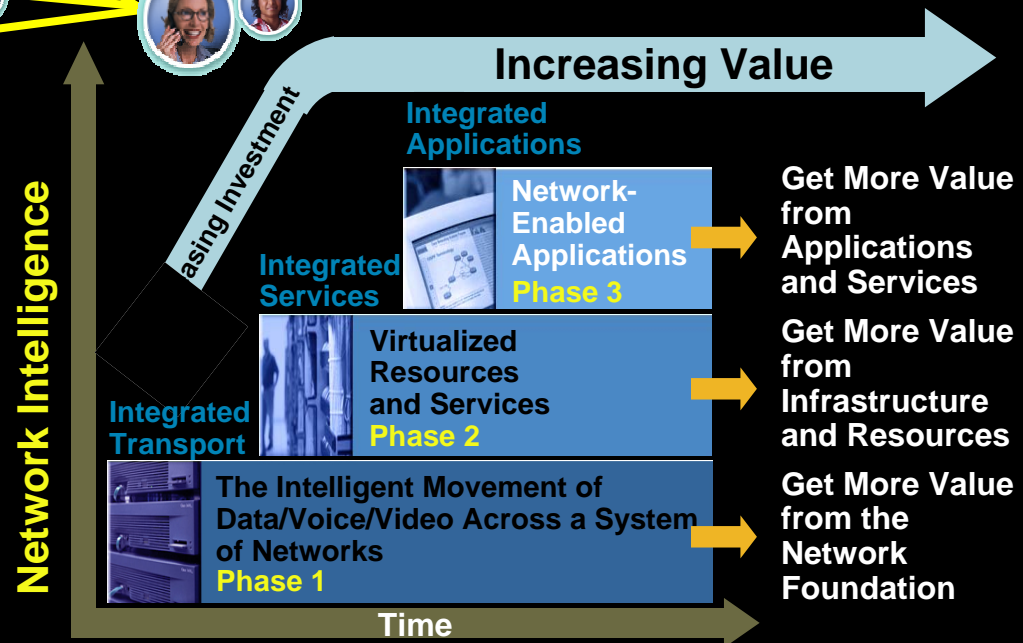 Increasing Value
asing Investment
Network Intelligence
Integrated
Applications
Network-
Enabled
Applications
Phase 3
Get More Value
from
Applications
and Services
Integrated
Services
Virtualized
Resources
and Services
Phase 2
Get More Value
from
Infrastructure
and Resources
Integrated
Transport
The Intelligent Movement of
Data/Voice/Video Across a System
of Networks
Phase 1
Get More Value
from the
Network
Foundation
Time